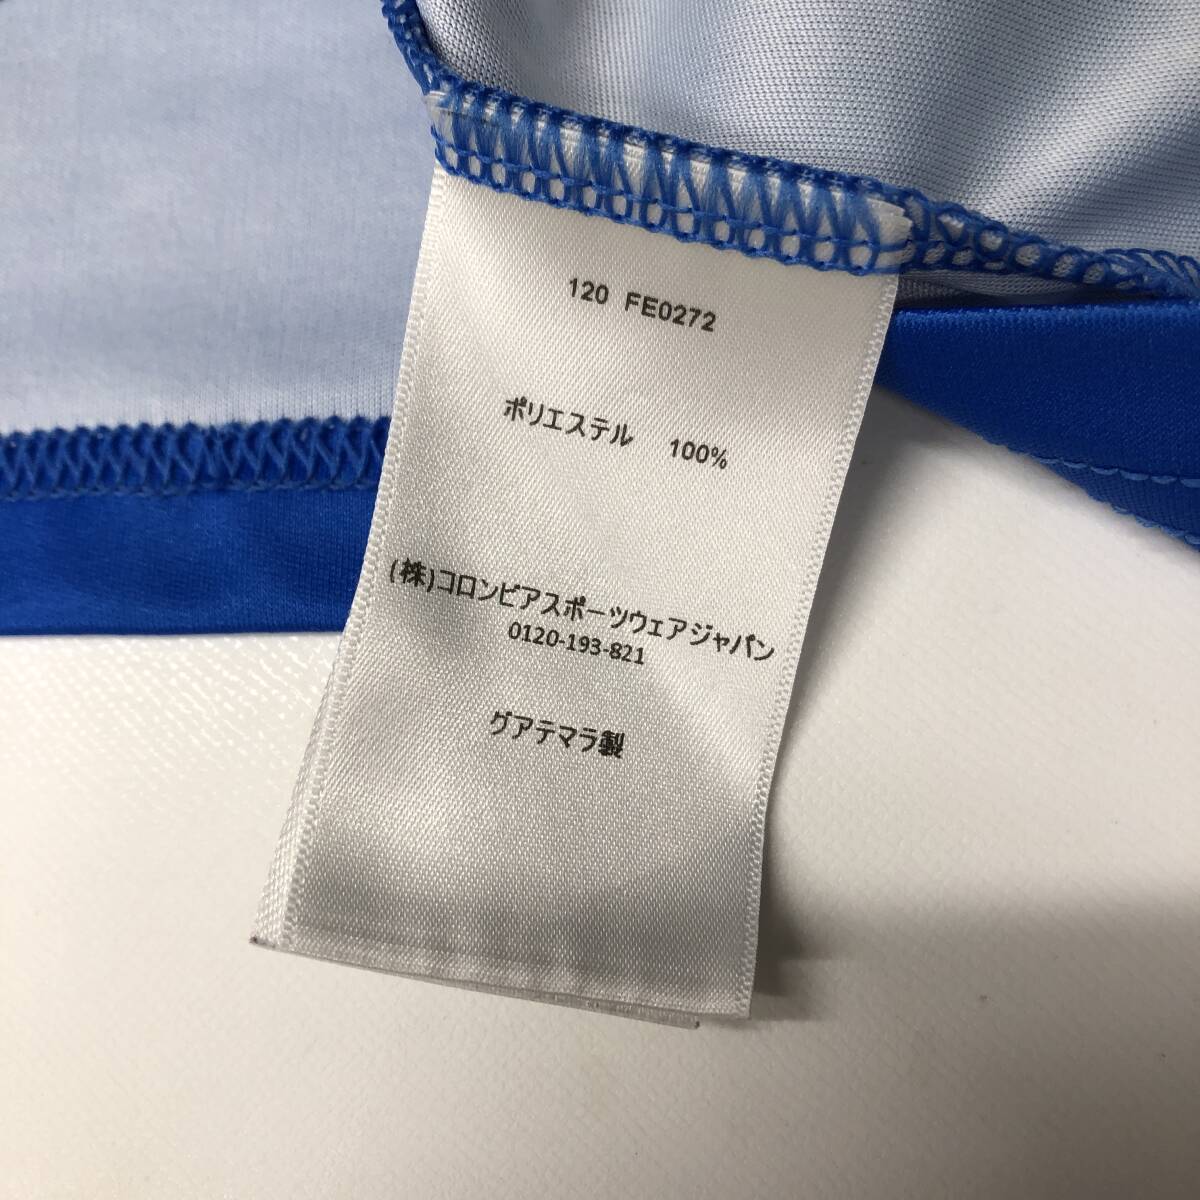 120 FE0272
ポリエステル 100%
(株)コロンビアスポーツウェアジャパン
0120-193-821
グアテマラ製